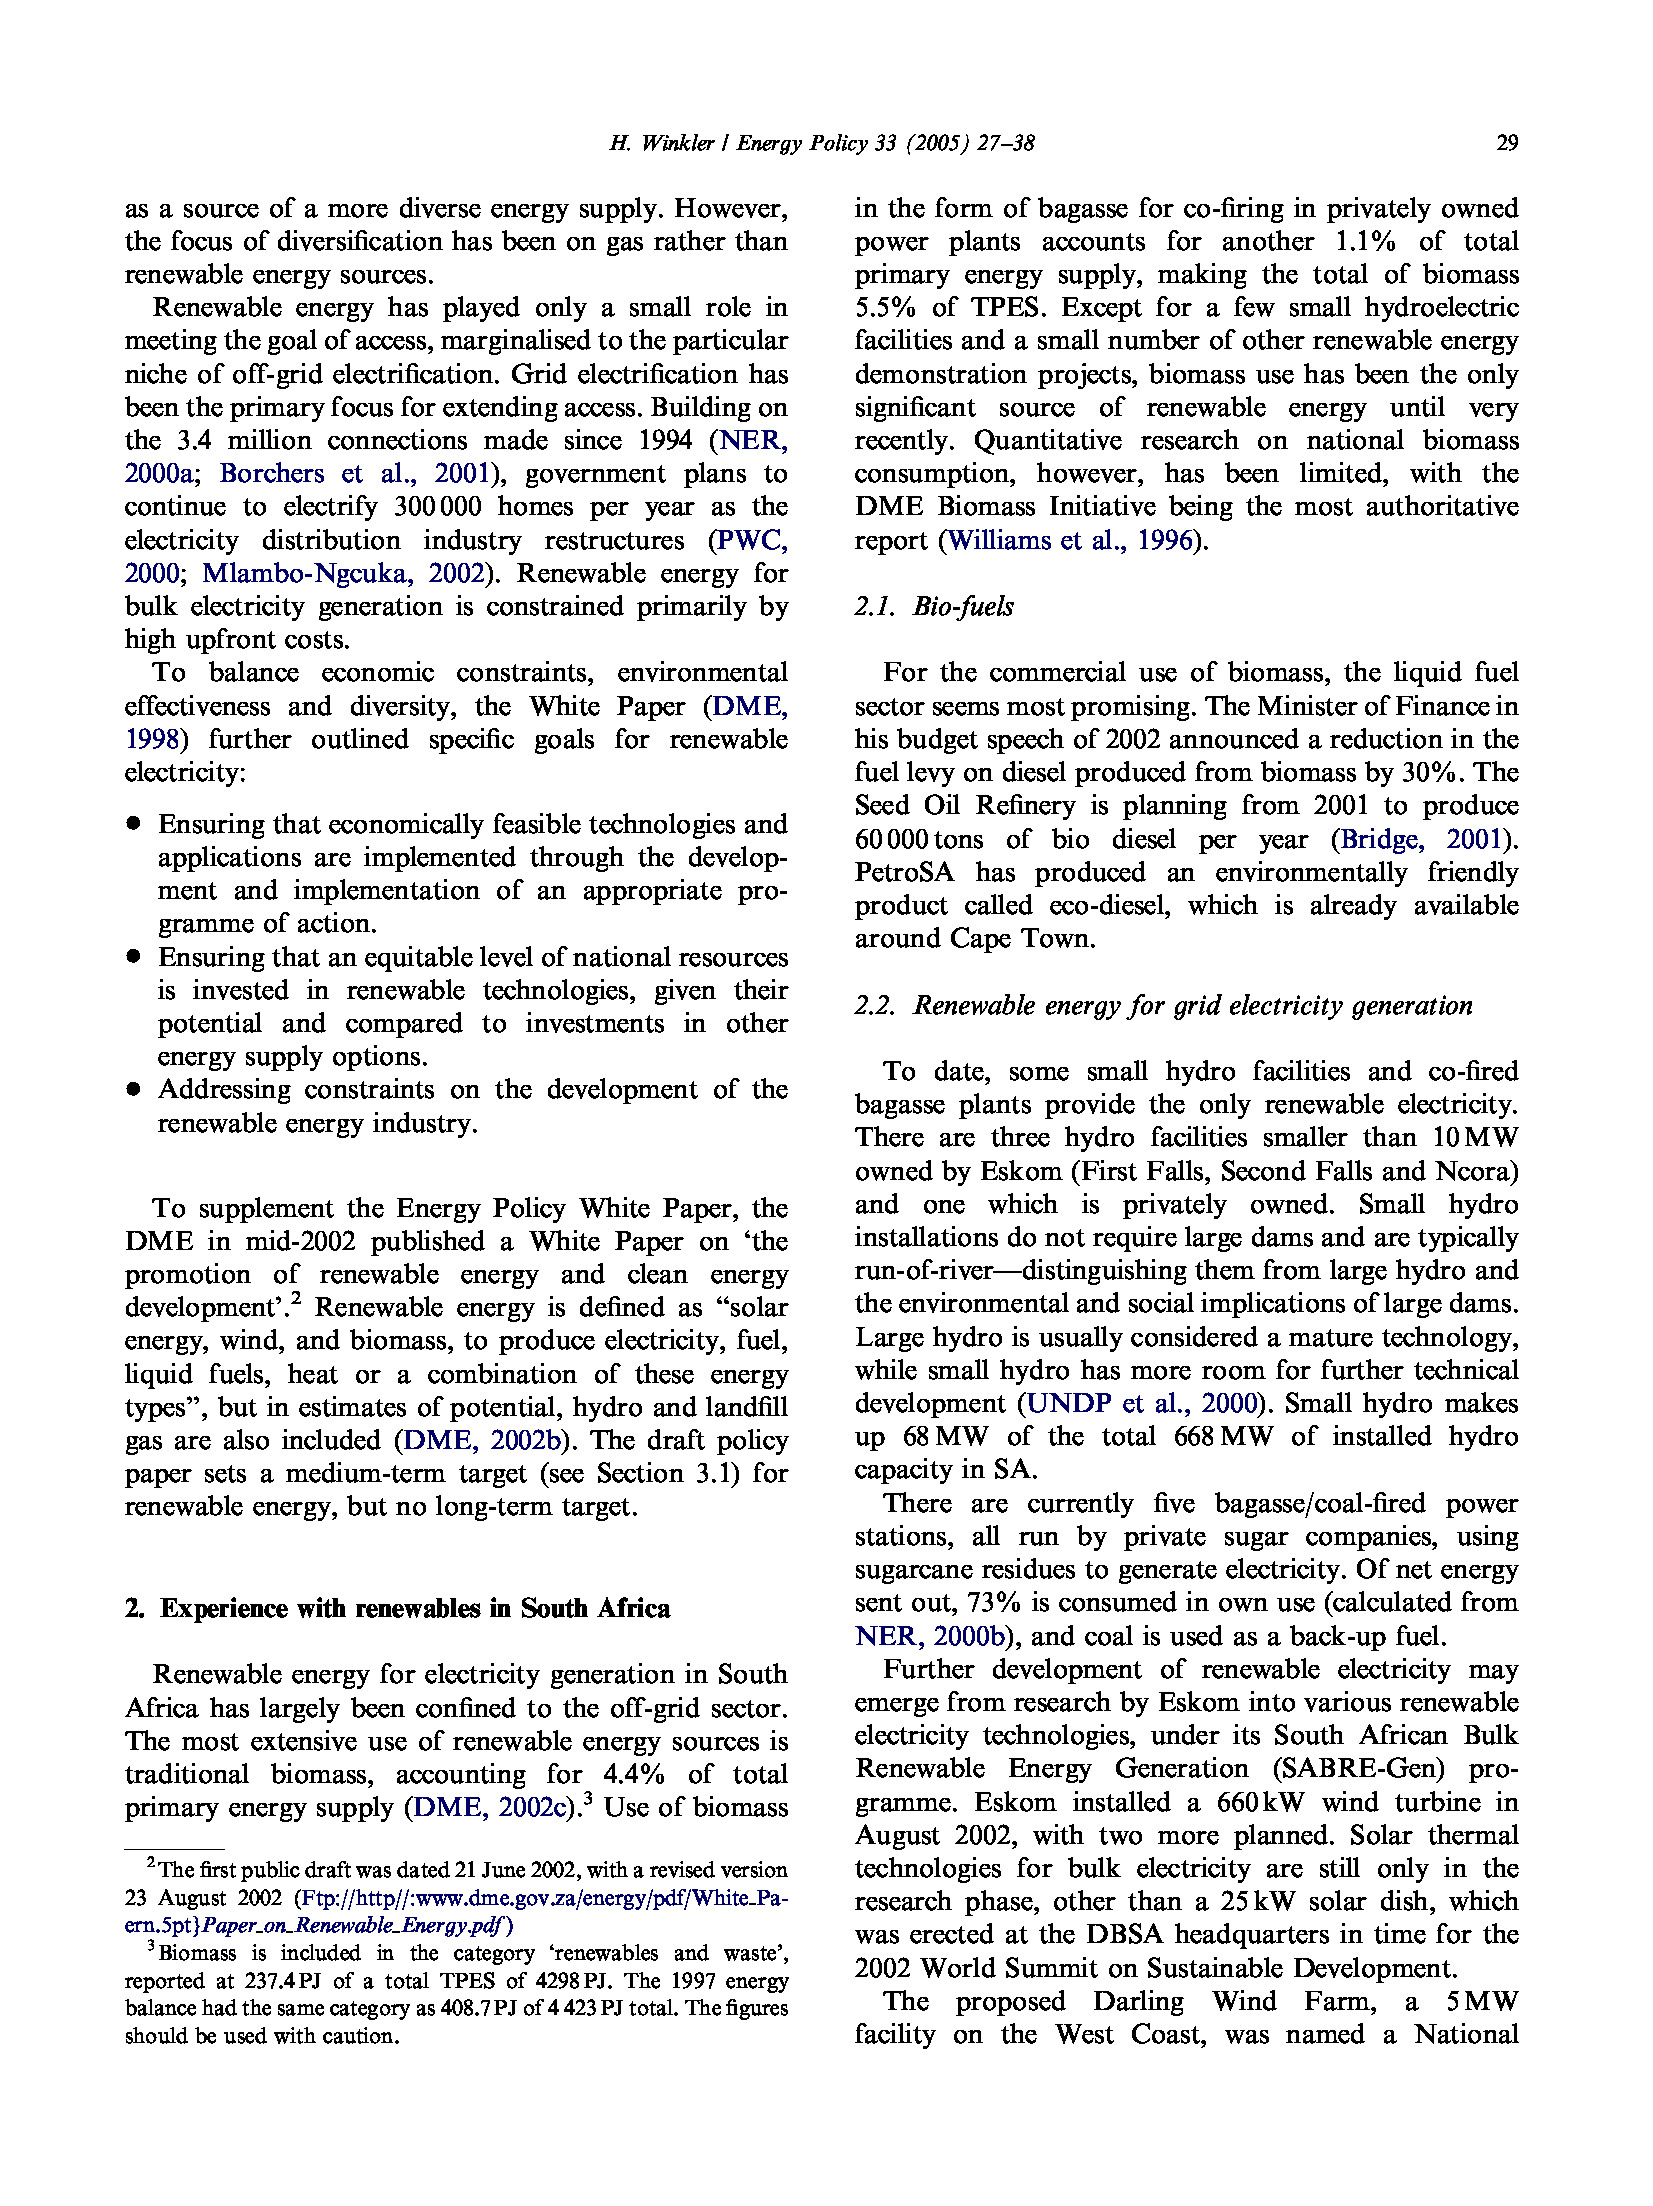 H. Winkler / Energy Policy 33 (2005) 27–38
29
as a source of a more diverse energy supply. However,
the focus of diversification has been on gas rather than
renewable energy sources.
Renewable energy has played only a small role in
meeting the goal of access, marginalised to the particular
niche of off-grid electrification. Grid electrification has
been the primary focus for extending access. Building on
the 3.4 million connections made since 1994 (NER,
2000a; Borchers et al., 2001), government plans to
continue to electrify 300 000 homes per year as the
electricity distribution industry restructures (PWC,
2000; Mlambo-Ngcuka, 2002). Renewable energy for
bulk electricity generation is constrained primarily by
high upfront costs.
To balance economic constraints, environmental
effectiveness and diversity, the White Paper (DME,
1998) further outlined specific goals for renewable
electricity:
● Ensuring that economically feasible technologies and
applications are implemented through the develop-
ment and implementation of an appropriate pro-
gramme of action.
● Ensuring that an equitable level of national resources
is invested in renewable technologies, given their
potential and compared to investments in other
energy supply options.
● Addressing constraints on the development of the
renewable energy industry.
To supplement the Energy Policy White Paper, the
DME in mid-2002 published a White Paper on ‘the
promotion of renewable energy and clean energy
development’.2 Renewable energy is defined as “solar
energy, wind, and biomass, to produce electricity, fuel,
liquid fuels, heat or a combination of these energy
types”, but in estimates of potential, hydro and landfill
gas are also included (DME, 2002b). The draft policy
paper sets a medium-term target (see Section 3.1) for
renewable energy, but no long-term target.
2. Experience with renewables in South Africa
Renewable energy for electricity generation in South
Africa has largely been confined to the off-grid sector.
The most extensive use of renewable energy sources is
traditional biomass, accounting for 4.4% of total
primary energy supply (DME, 2002c).3 Use of biomass
2The first public draft was dated 21 June 2002, with a revised version
23 August 2002 (Ftp://http//:www.dme.gov.za/energy/pdf/White_Pa-
ern.5pt}Paper_on_Renewable_Energy.pdf)
3Biomass is included in the category ‘renewables and waste’,
reported at 237.4 PJ of a total TPES of 4298 PJ. The 1997 energy
balance had the same category as 408.7 PJ of 4 423 PJ total. The figures
should be used with caution.
in the form of bagasse for co-firing in privately owned
power plants accounts for another 1.1% of total
primary energy supply, making the total of biomass
5.5% of TPES. Except for a few small hydroelectric
facilities and a small number of other renewable energy
demonstration projects, biomass use has been the only
significant source of renewable energy until very
recently. Quantitative research on national biomass
consumption, however, has been limited, with the
DME Biomass Initiative being the most authoritative
report (Williams et al., 1996).
2.1. Bio-fuels
For the commercial use of biomass, the liquid fuel
sector seems most promising. The Minister of Finance in
his budget speech of 2002 announced a reduction in the
fuel levy on diesel produced from biomass by 30%. The
Seed Oil Refinery is planning from 2001 to produce
60 000 tons of bio diesel per year (Bridge, 2001).
PetroSA has produced an environmentally friendly
product called eco-diesel, which is already available
around Cape Town.
2.2. Renewable energy for grid electricity generation
To date, some small hydro facilities and co-fired
bagasse plants provide the only renewable electricity.
There are three hydro facilities smaller than 10 MW
owned by Eskom (First Falls, Second Falls and Ncora)
and one which is privately owned. Small hydro
installations do not require large dams and are typically
run-of-river—distinguishing them from large hydro and
the environmental and social implications of large dams.
Large hydro is usually considered a mature technology,
while small hydro has more room for further technical
development (UNDP et al., 2000). Small hydro makes
up 68 MW of the total 668 MW of installed hydro
capacity in SA.
There are currently five bagasse/coal-fired power
stations, all run by private sugar companies, using
sugarcane residues to generate electricity. Of net energy
sent out, 73% is consumed in own use (calculated from
NER, 2000b), and coal is used as a back-up fuel.
Further development of renewable electricity may
emerge from research by Eskom into various renewable
electricity technologies, under its South African Bulk
Renewable Energy Generation (SABRE-Gen) pro-
gramme. Eskom installed a 660 kW wind turbine in
August 2002, with two more planned. Solar thermal
technologies for bulk electricity are still only in the
research phase, other than a 25 kW solar dish, which
was erected at the DBSA headquarters in time for the
2002 World Summit on Sustainable Development.
The proposed Darling Wind Farm, a 5 MW
facility on the West Coast, was named a National